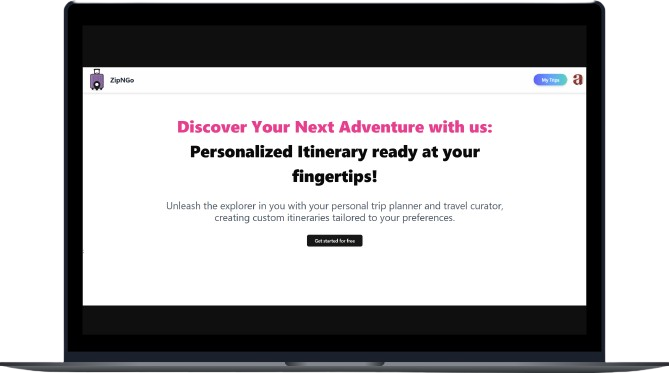 ZipNGo
My Trips
a
Discover Your Next Adventure with us:
Personalized Itinerary ready at your
fingertips!
Unleash the explorer in you with your personal trip planner and travel curator,
creating custom itineraries tailored to your preferences.
Get started for free